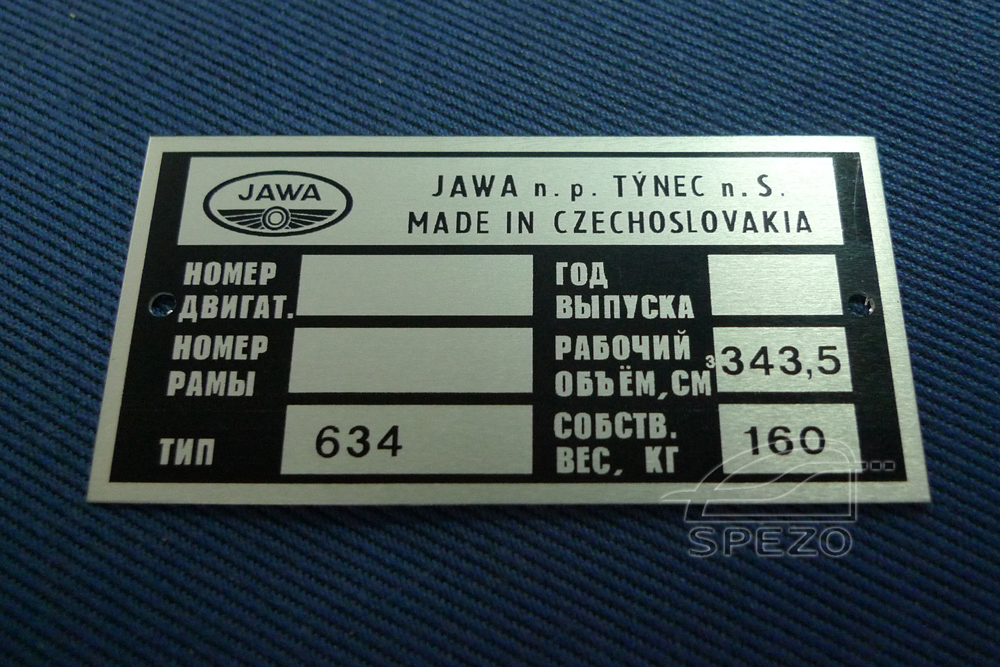 JAWA
JAWA n. p. TÝNEC n. S.
MADE IN CZECHOSLOVAKIA
НОМЕР
ДВИГАТ.
ГОД
ВЫПУСКА
НОМЕР
РАМЫ
РАБОЧИЙ
ОБЪЁМ, СМ³ 343,5
ТИП 634
СОБСТВ.
ВЕС, КГ 160
SPEZO